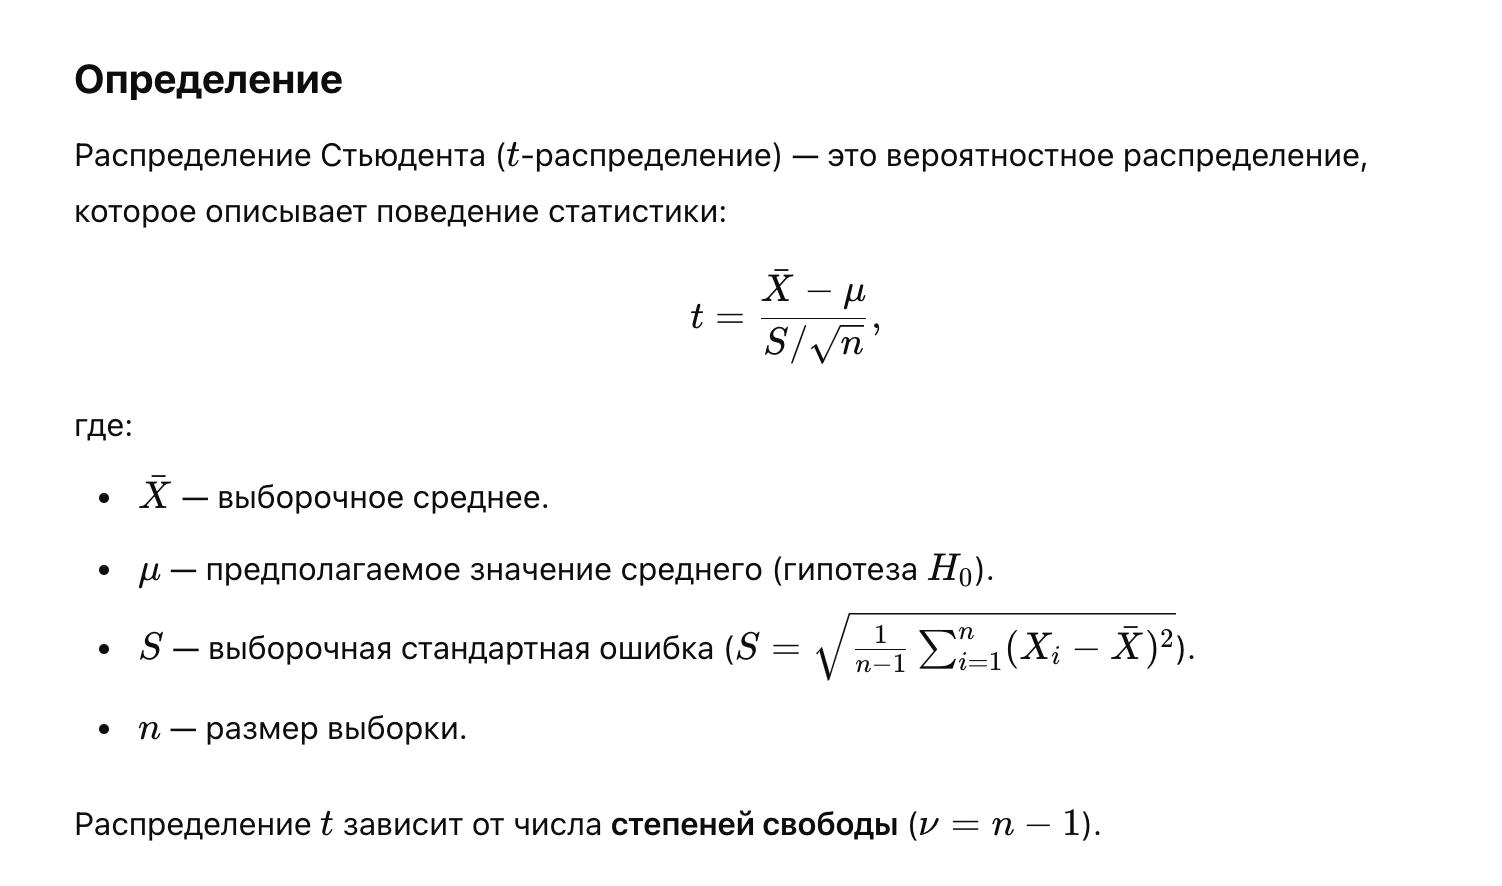 Определение
Распределение Стьюдента (t-распределение) — это вероятностное распределение,
которое описывает поведение статистики:
t = \frac{\bar{X} - \mu}{S/\sqrt{n}},
где:
• \bar{X} — выборочное среднее.
• μ — предполагаемое значение среднего (гипотеза H_0).
• S — выборочная стандартная ошибка (S = \sqrt{\frac{1}{n-1} \sum_{i=1}^{n} (X_i - \bar{X})^2}).
• n — размер выборки.
Распределение t зависит от числа степеней свободы (ν = n − 1).